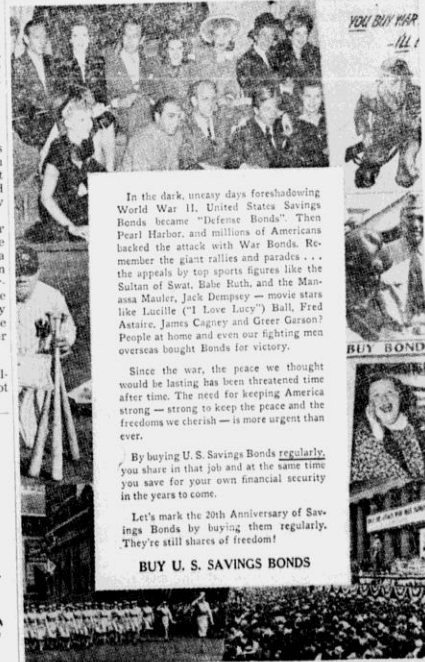 YOU BUY WAR
—I'LL
In the dark, uneasy days foreshadowing
World War II, United States Savings
Bonds became "Defense Bonds". Then
Pearl Harbor, and millions of Americans
backed the attack with War Bonds. Re-
member the giant rallies and parades . . .
the appeals by top sports figures like the
Sultan of Swat, Babe Ruth, and the Man-
assa Mauler, Jack Dempsey — movie stars
like Lucille ("I Love Lucy") Ball, Fred
Astaire, James Cagney and Greer Garson?
People at home and even our fighting men
overseas bought Bonds for victory.
Since the war, the peace we thought
would be lasting has been threatened time
after time. The need for keeping America
strong — strong to keep the peace and the
freedoms we cherish — is more urgent than
ever.
By buying U. S. Savings Bonds regularly,
you share in that job and at the same time
you save for your own financial security
in the years to come.
Let's mark the 20th Anniversary of Sav-
ings Bonds by buying them regularly.
They're still shares of freedom!
BUY U. S. SAVINGS BONDS
BUY BOND